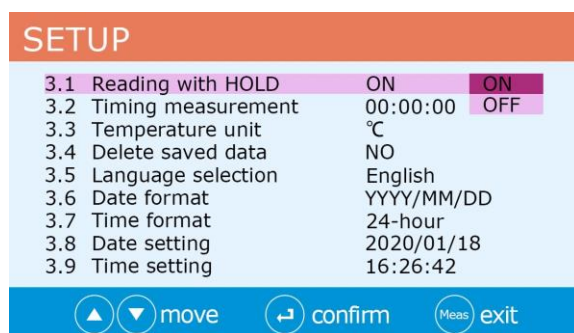 SETUP
3.1 Reading with HOLD ON ON
3.2 Timing measurement 00:00:00 OFF
3.3 Temperature unit ℃
3.4 Delete saved data NO
3.5 Language selection English
3.6 Date format YYYY/MM/DD
3.7 Time format 24-hour
3.8 Date setting 2020/01/18
3.9 Time setting 16:26:42
move confirm Meas exit